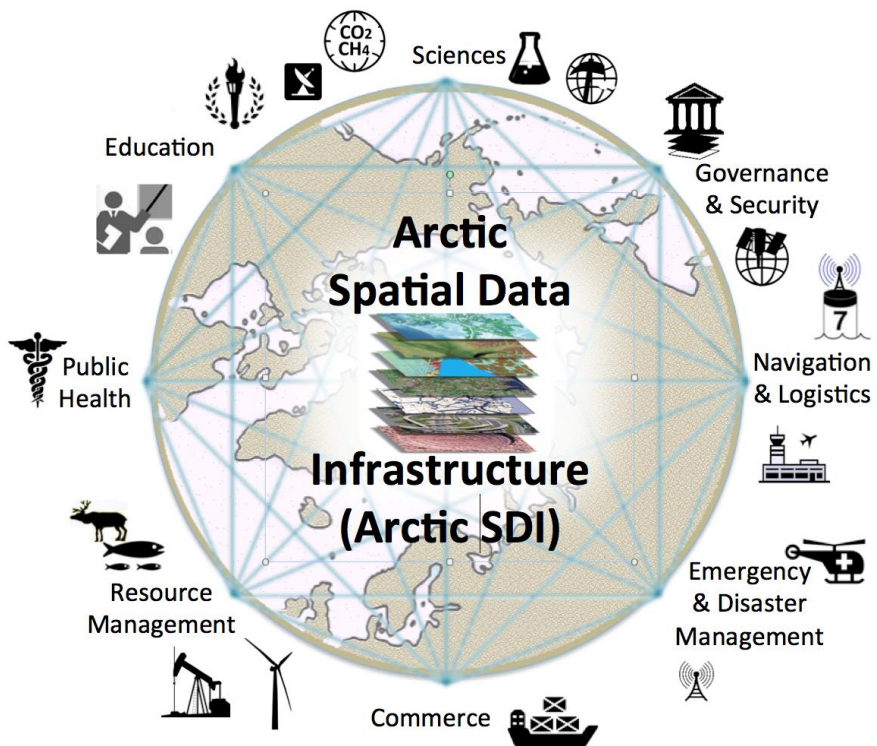 CO2
CH4
Sciences
Education
Governance
& Security
Arctic
Spatial Data
7
Public
Health
Navigation
& Logistics
Infrastructure
(Arctic SDI)
Resource
Management
Emergency
& Disaster
Management
Commerce